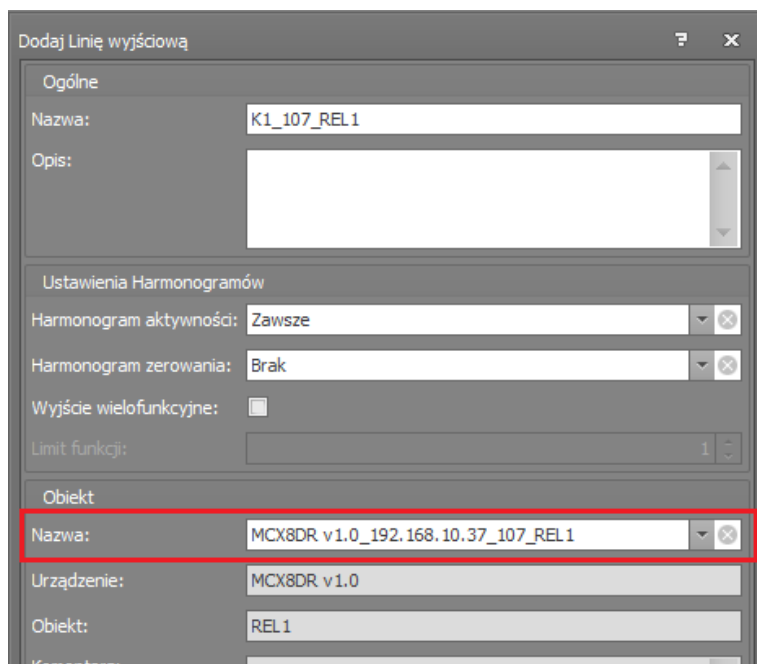 Dodaj Linię wyjściową ? x
Ogólne
Nazwa: K1_107_REL1
Opis:
Ustawienia Harmonogramów
Harmonogram aktywności: Zawsze
Harmonogram zerowania: Brak
Wyjście wielofunkcyjne:
Limit funkcji: 1
Obiekt
Nazwa: MCX8DR v1.0_192.168.10.37_107_REL1
Urządzenie: MCX8DR v1.0
Obiekt: REL1